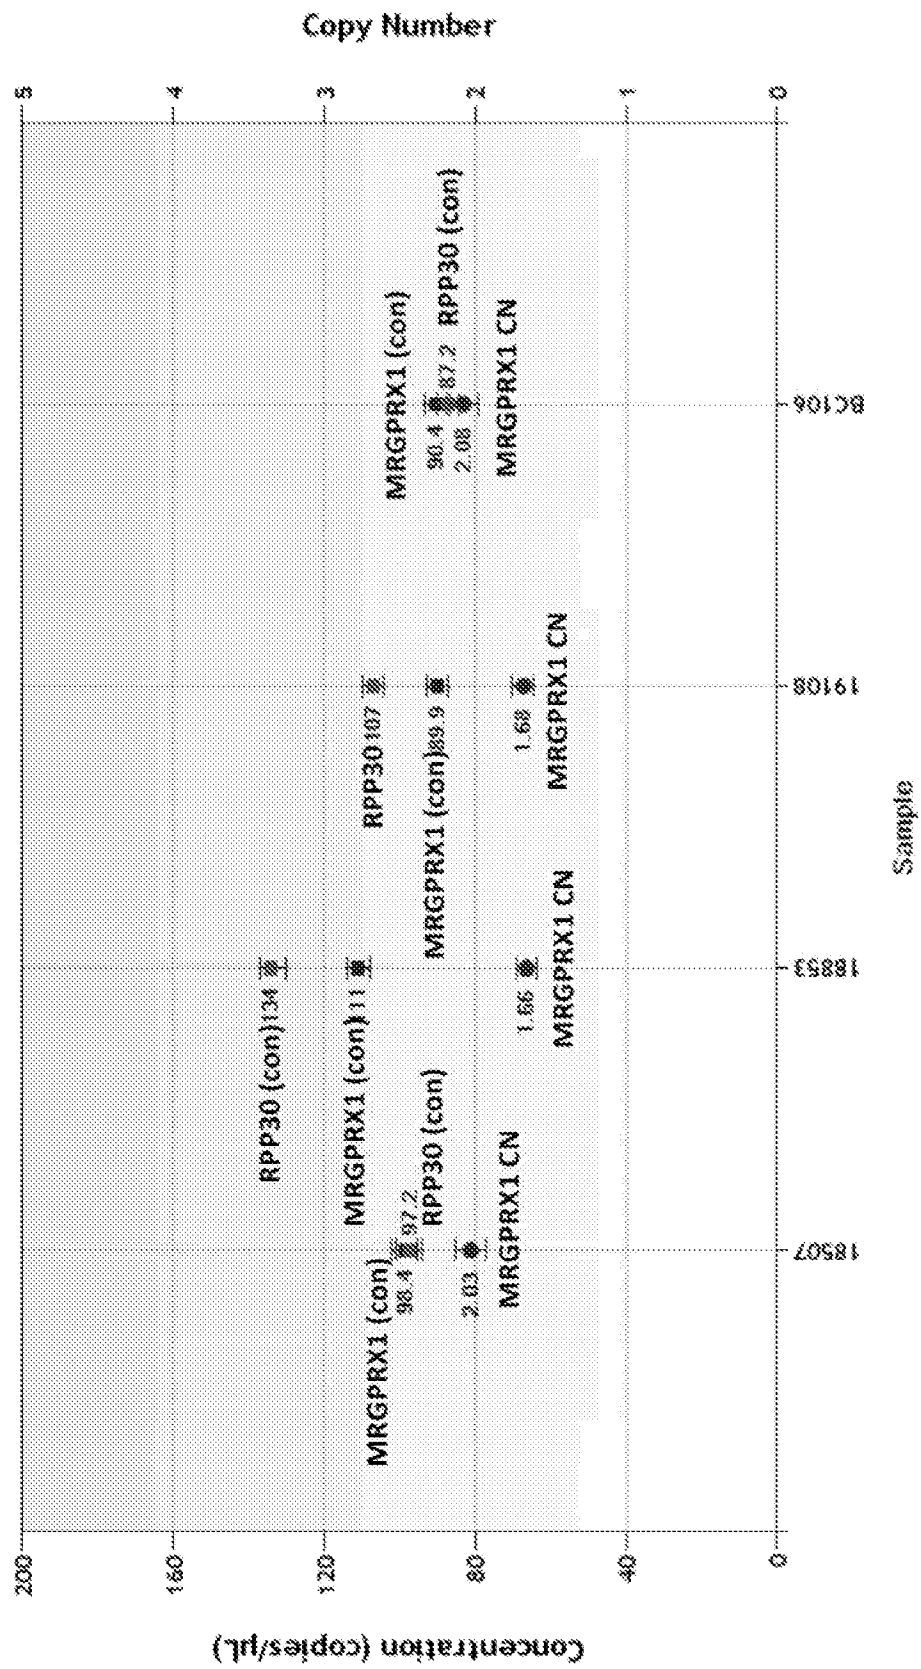 Concentration (copies/µL)
200
160
120
80
40
0
MRGPRX1 (con)
98.4
97.2
RPP30 (con)
2.03
MRGPRX1 CN
RPP30 (con)
134
MRGPRX1 (con)
111
1.66
MRGPRX1 CN
RPP30
107
MRGPRX1 (con)
89.9
1.68
MRGPRX1 CN
MRGPRX1 (con)
90.4
87.2
RPP30 (con)
2.08
MRGPRX1 CN
18507
18853
19108
BC106
Sample
5
4
3
2
1
0
Copy Number